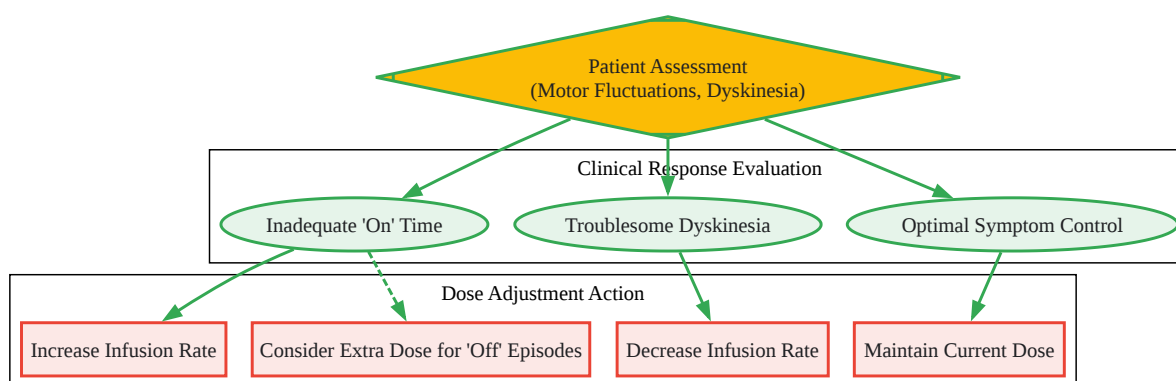 Patient Assessment
(Motor Fluctuations, Dyskinesia)
Clinical Response Evaluation
Inadequate 'On' Time
Troublesome Dyskinesia
Optimal Symptom Control
Dose Adjustment Action
Increase Infusion Rate
Consider Extra Dose for 'Off' Episodes
Decrease Infusion Rate
Maintain Current Dose